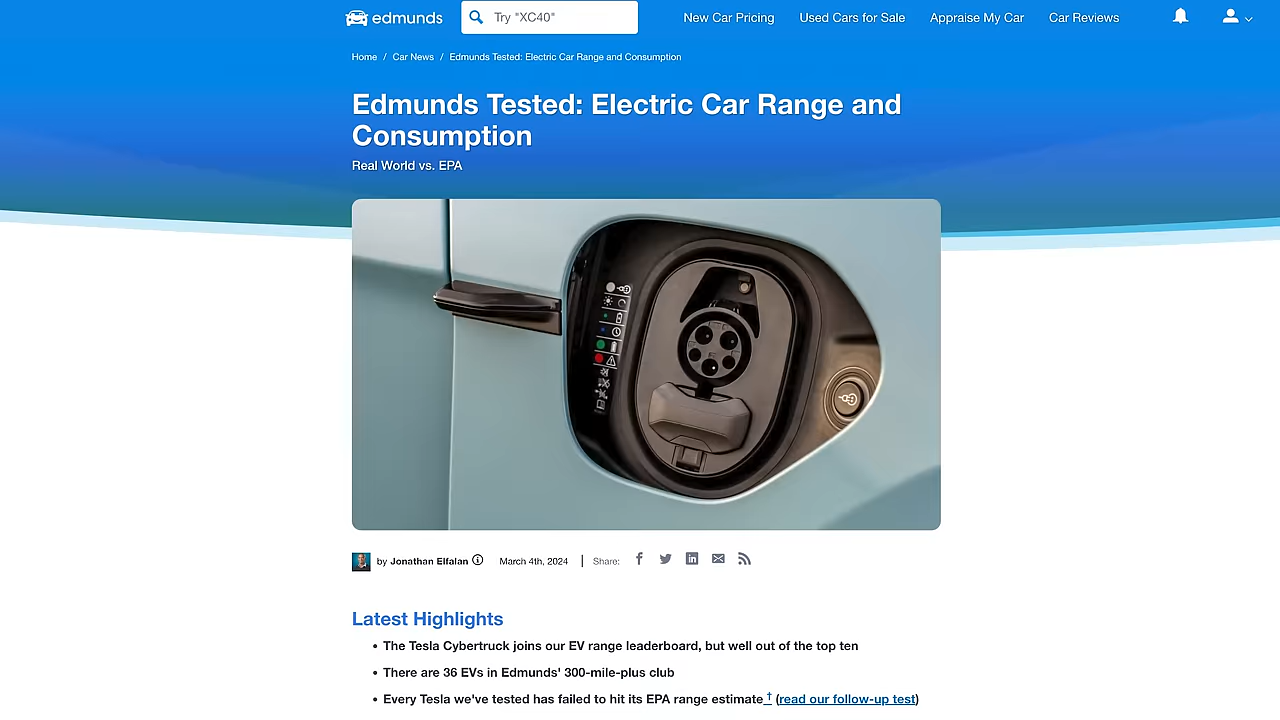 edmunds
Try "XC40"
New Car Pricing
Used Cars for Sale
Appraise My Car
Car Reviews
Home / Car News / Edmunds Tested: Electric Car Range and Consumption
Edmunds Tested: Electric Car Range and
Consumption
Real World vs. EPA
by Jonathan Elfalan
March 4th, 2024
Share:
Latest Highlights
• The Tesla Cybertruck joins our EV range leaderboard, but well out of the top ten
• There are 36 EVs in Edmunds' 300-mile-plus club
• Every Tesla we've tested has failed to hit its EPA range estimate † (read our follow-up test)